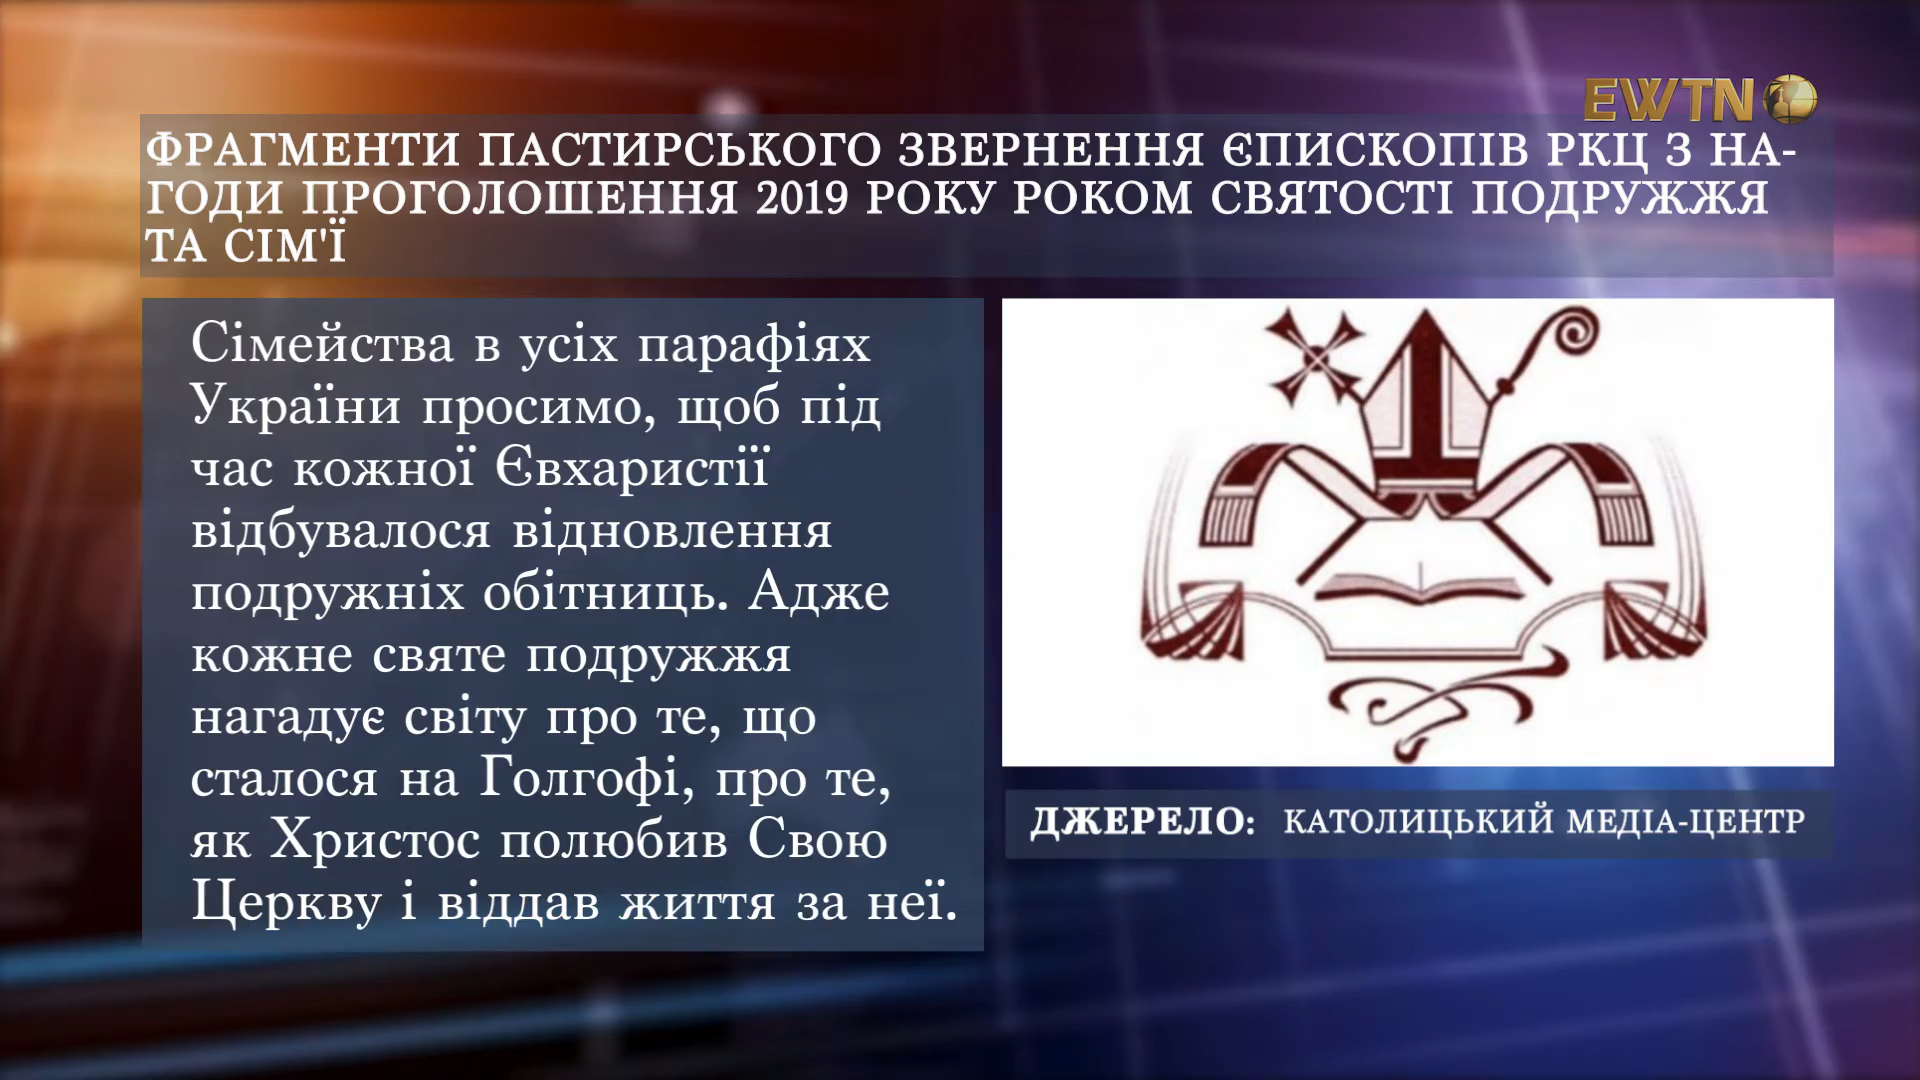 EWTN
ФРАГМЕНТИ ПАСТИРСЬКОГО ЗВЕРНЕННЯ ЄПИСКОПІВ РКЦ З НА-
ГОДИ ПРОГОЛОШЕННЯ 2019 РОКУ РОКОМ СВЯТОСТІ ПОДРУЖЖЯ
ТА СІМ'Ї
Сімейства в усіх парафіях
України просимо, щоб під
час кожної Євхаристії
відбувалося відновлення
подружніх обітниць. Адже
кожне святе подружжя
нагадує світу про те, що
сталося на Голгофі, про те,
як Христос полюбив Свою
Церкву і віддав життя за неї.
ДЖЕРЕЛО: КАТОЛИЦЬКИЙ МЕДІА-ЦЕНТР